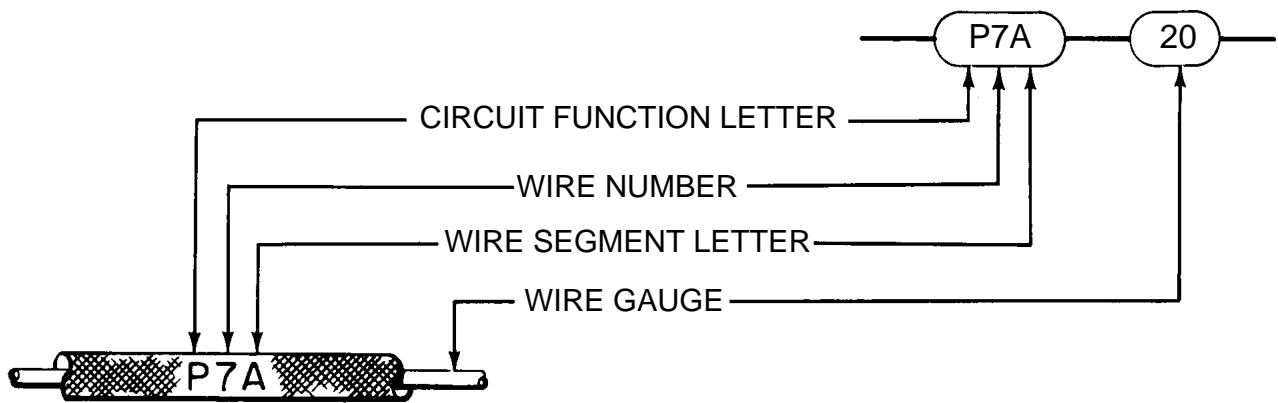 P7A 20
CIRCUIT FUNCTION LETTER
WIRE NUMBER
WIRE SEGMENT LETTER
WIRE GAUGE
P7A